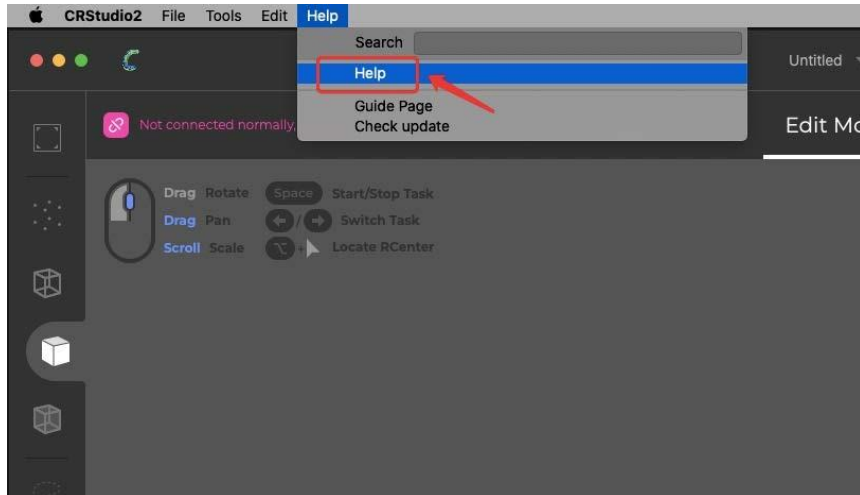 CRStudio2 File Tools Edit Help
Search
Help
Untitled
Guide Page
Check update
Not connected normally,
Edit Mo
Drag Rotate Space Start/Stop Task
Drag Pan / Switch Task
Scroll Scale + Locate RCenter